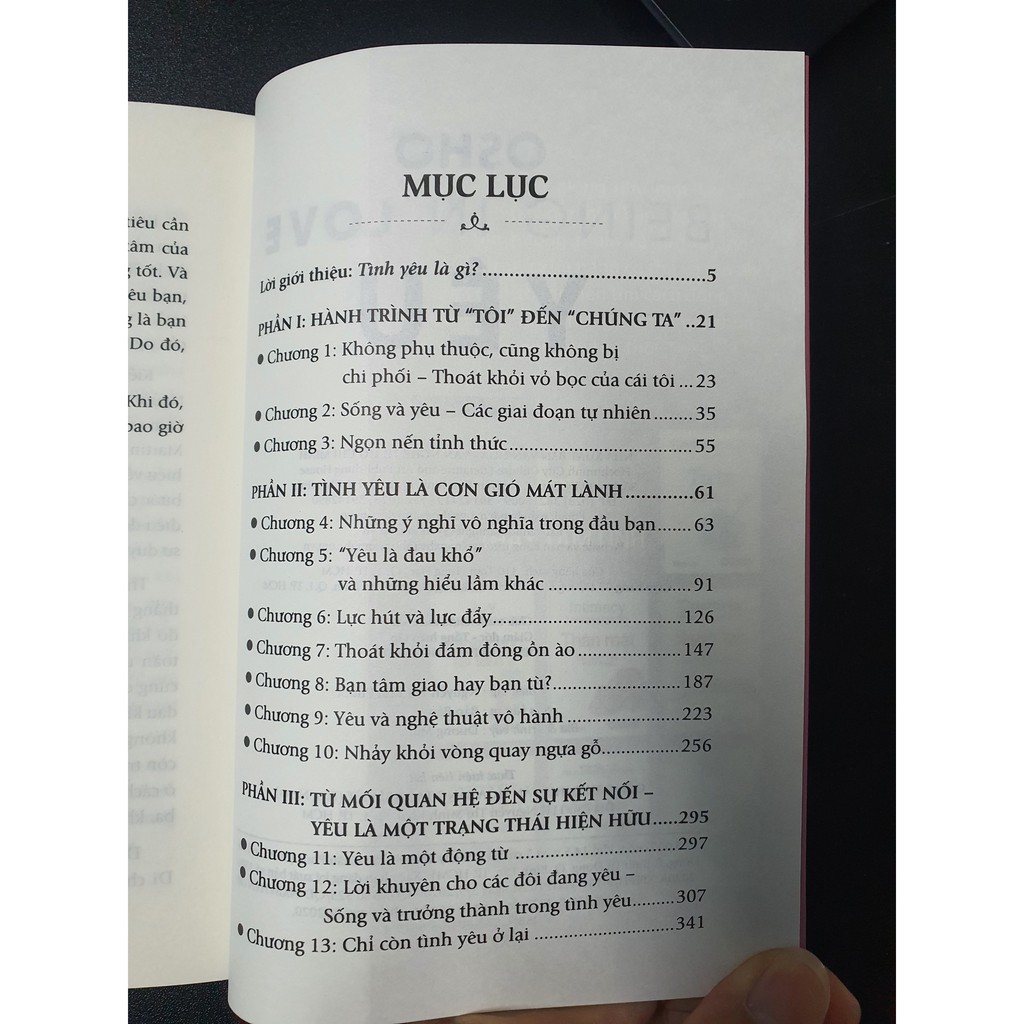 tiêu cần
tâm của
tốt. Và
êu bạn,
là bạn
Do đó,
Khi đó,
bao giờ
OSHO
BEING IN LOVE
YÊU
MỤC LỤC
Lời giới thiệu: Tình yêu là gì?..........................................5
PHẦN I: HÀNH TRÌNH TỪ “TÔI” ĐẾN “CHÚNG TA” ..21
• Chương 1: Không phụ thuộc, cũng không bị
chi phối – Thoát khỏi vỏ bọc của cái tôi ...23
• Chương 2: Sống và yêu – Các giai đoạn tự nhiên........35
• Chương 3: Ngọn nến tỉnh thức....................................55
PHẦN II: TÌNH YÊU LÀ CƠN GIÓ MÁT LÀNH.............61
• Chương 4: Những ý nghĩ vô nghĩa trong đầu bạn.......63
• Chương 5: “Yêu là đau khổ”
và những hiểu lầm khác ............................91
• Chương 6: Lực hút và lực đẩy....................................126
• Chương 7: Thoát khỏi đám đông ồn ào....................147
• Chương 8: Bạn tâm giao hay bạn tù?.........................187
• Chương 9: Yêu và nghệ thuật vô hành ......................223
• Chương 10: Nhảy khỏi vòng quay ngựa gỗ...............256
PHẦN III: TỪ MỐI QUAN HỆ ĐẾN SỰ KẾT NỐI –
YÊU LÀ MỘT TRẠNG THÁI HIỆN HỮU.....295
• Chương 11: Yêu là một động từ ................................297
• Chương 12: Lời khuyên cho các đôi đang yêu –
Sống và trưởng thành trong tình yêu.........307
• Chương 13: Chỉ còn tình yêu ở lại ............................341